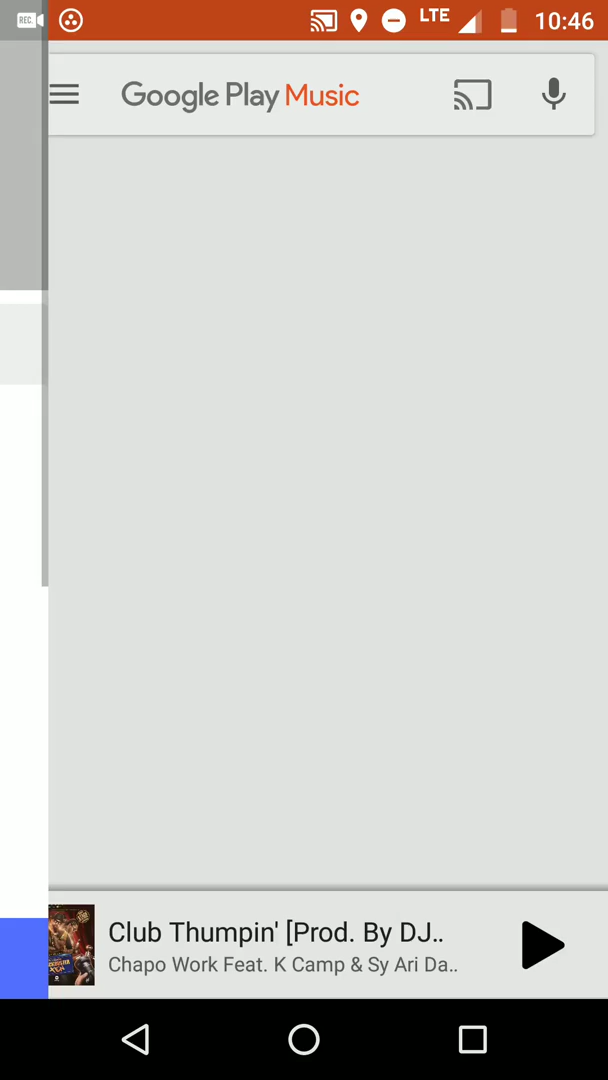 REC.
LTE
10:46
Google Play Music
Club Thumpin' [Prod. By DJ..
Chapo Work Feat. K Camp & Sy Ari Da..